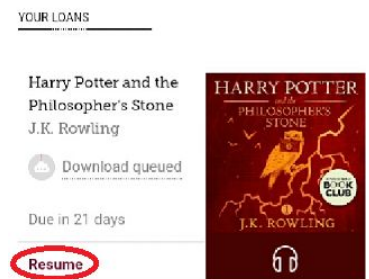 YOUR LOANS
Harry Potter and the
Philosopher's Stone
J.K. Rowling
Download queued
Due in 21 days
Resume
HARRY POTTER
and the
PHILOSOPHER'S
STONE
BOOK
CLUB
1
J.K. ROWLING